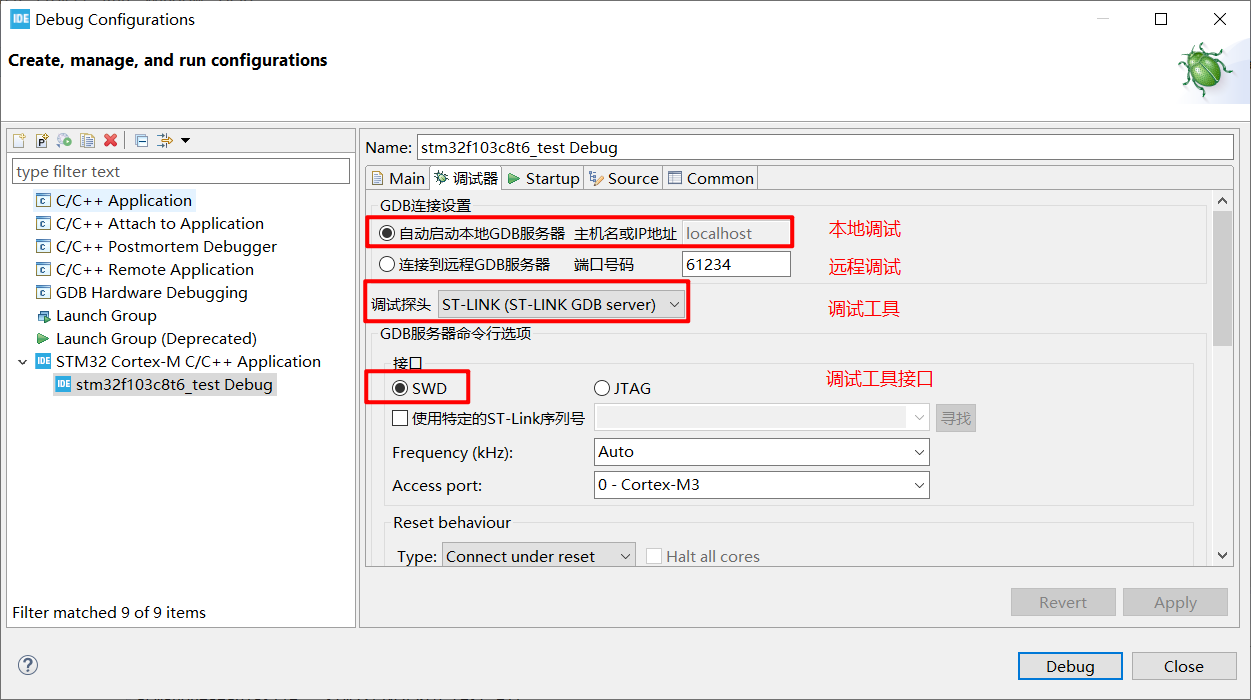 IDE Debug Configurations
Create, manage, and run configurations
type filter text
C/C++ Application
C/C++ Attach to Application
C/C++ Postmortem Debugger
C/C++ Remote Application
GDB Hardware Debugging
Launch Group
Launch Group (Deprecated)
IDE STM32 Cortex-M C/C++ Application
IDE stm32f103c8t6_test Debug
Filter matched 9 of 9 items
Name: stm32f103c8t6_test Debug
Main 调试器 Startup Source Common
GDB连接设置
自动启动本地GDB服务器 主机名或IP地址 localhost 本地调试
连接到远程GDB服务器 端口号码 61234 远程调试
调试探头 ST-LINK (ST-LINK GDB server) 调试工具
GDB服务器命令行选项
接口
SWD JTAG 调试工具接口
使用特定的ST-Link序列号 寻找
Frequency (kHz): Auto
Access port: 0 - Cortex-M3
Reset behaviour
Type: Connect under reset Halt all cores
Revert Apply
Debug Close